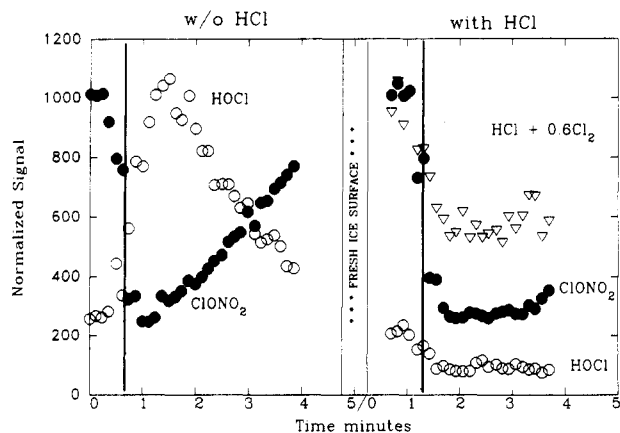 w/o HCl
with HCl
1200
1000
800
600
400
200
0
Normalized Signal
HOCl
ClONO2
•••• FRESH ICE SURFACE ••••
HCl + 0.6Cl2
ClONO2
HOCl
0 1 2 3 4 5/0 1 2 3 4 5
Time minutes